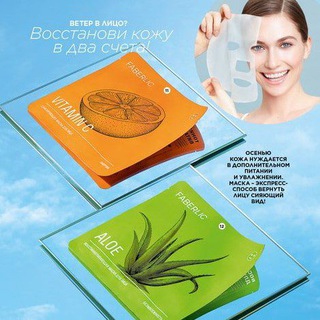 ВЕТЕР В ЛИЦО?
Восстанови кожу
в два счета!
FABERLIC
VITAMIN-C
ОСЕНЬЮ
КОЖА НУЖДАЕТСЯ
В ДОПОЛНИТЕЛЬНОМ
ПИТАНИИ
И УВЛАЖНЕНИИ.
МАСКА – ЭКСПРЕСС-
СПОСОБ ВЕРНУТЬ
ЛИЦУ СИЯЮЩИЙ
ВИД!
FABERLIC
12
ALOE